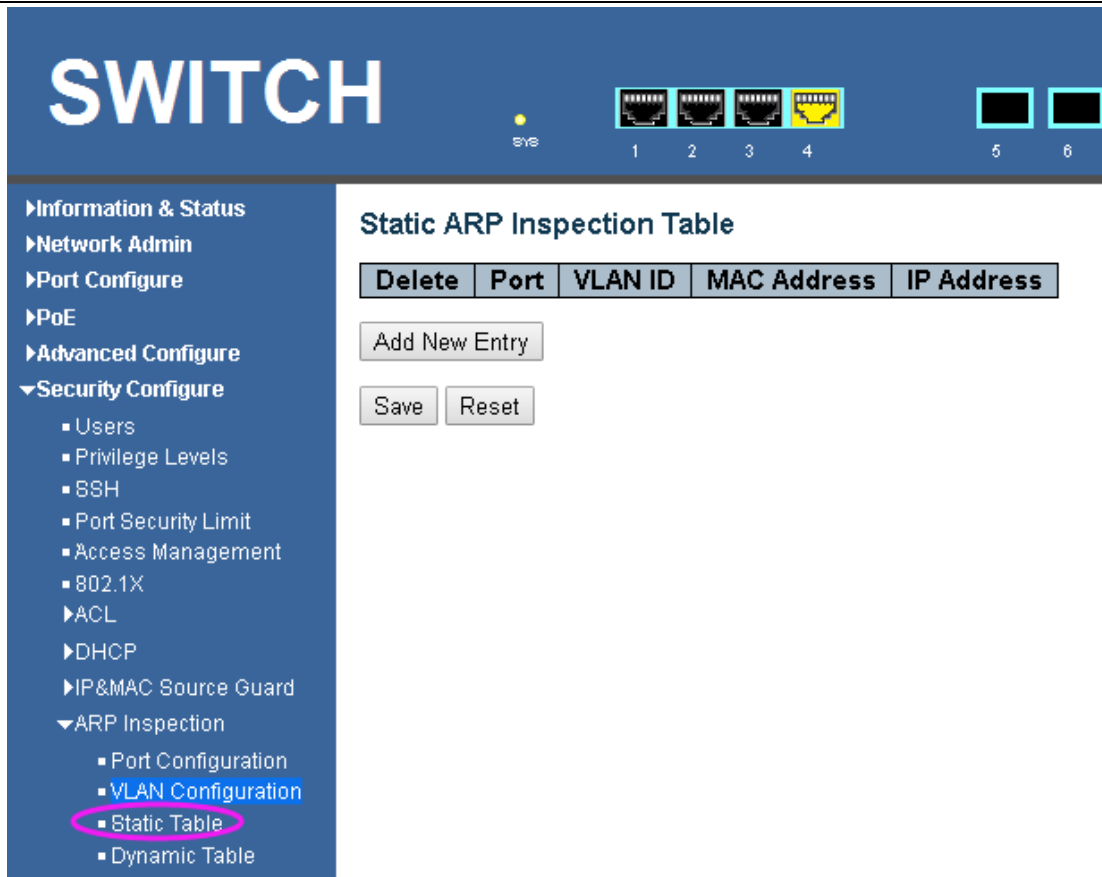 SWITCH
SYS
1 2 3 4 5 6
Information & Status
Network Admin
Port Configure
PoE
Advanced Configure
Security Configure
Users
Privilege Levels
SSH
Port Security Limit
Access Management
802.1X
ACL
DHCP
IP&MAC Source Guard
ARP Inspection
Port Configuration
VLAN Configuration
Static Table
Dynamic Table
Static ARP Inspection Table
Delete Port VLAN ID MAC Address IP Address
Add New Entry
Save Reset